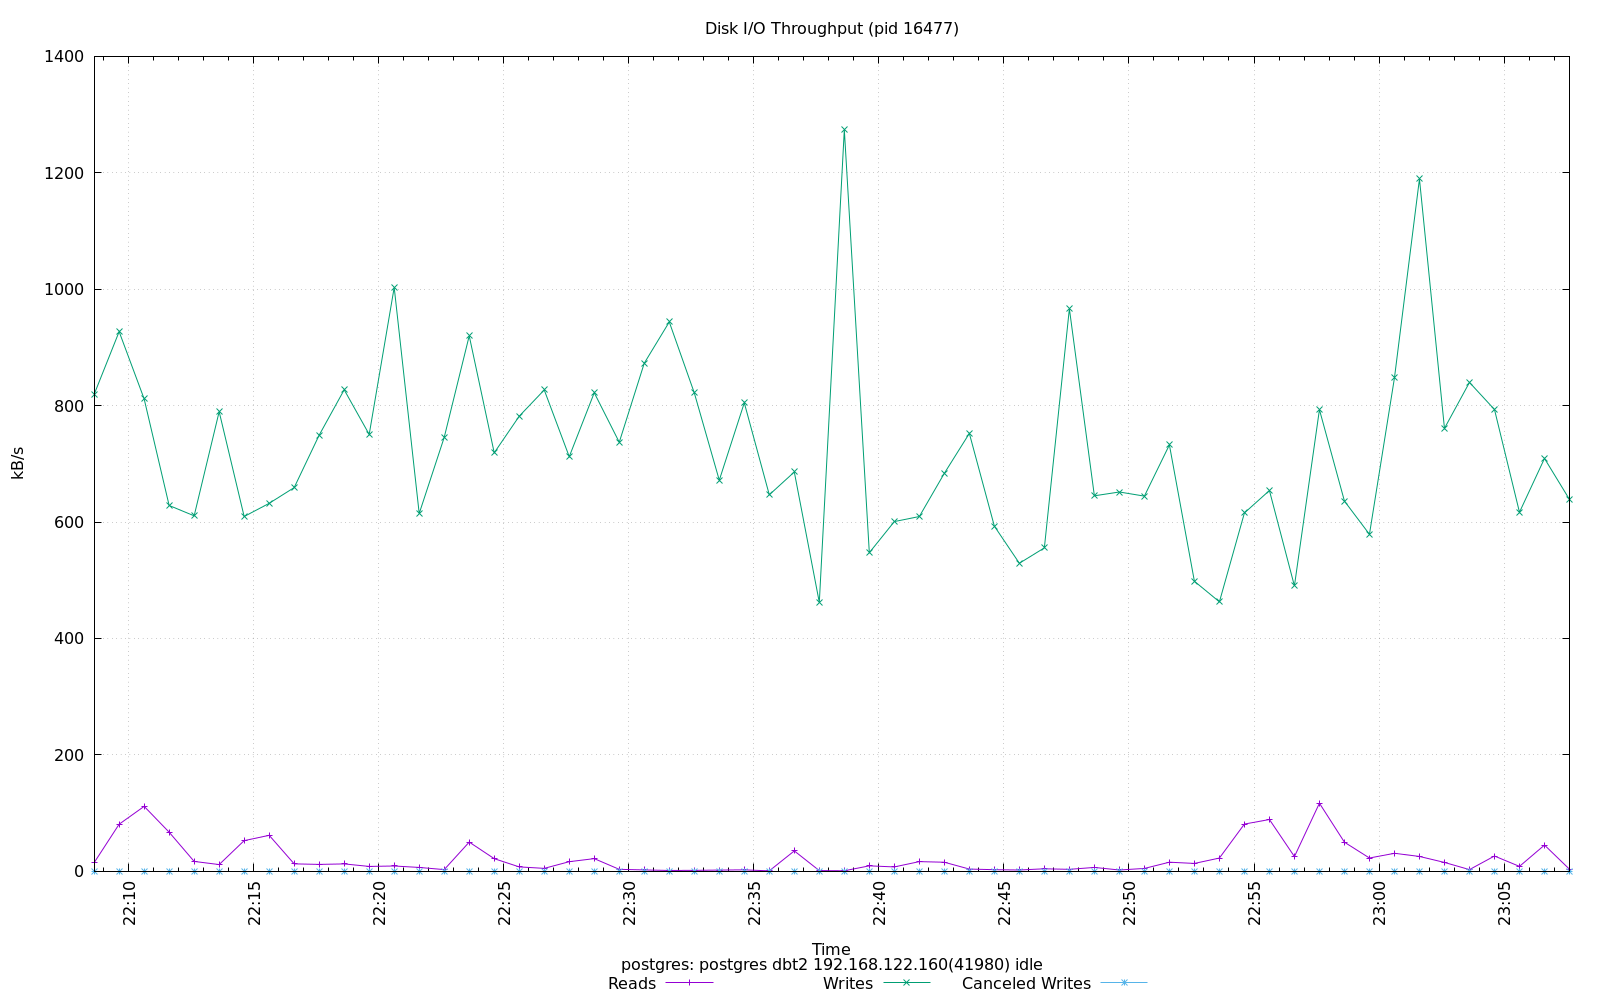 Disk I/O Throughput (pid 16477)
1400
1200
1000
800
600
400
200
0
kB/s
22:10 22:15 22:20 22:25 22:30 22:35 22:40 22:45 22:50 22:55 23:00 23:05
Time
postgres: postgres dbt2 192.168.122.160(41980) idle
Reads Writes Canceled Writes